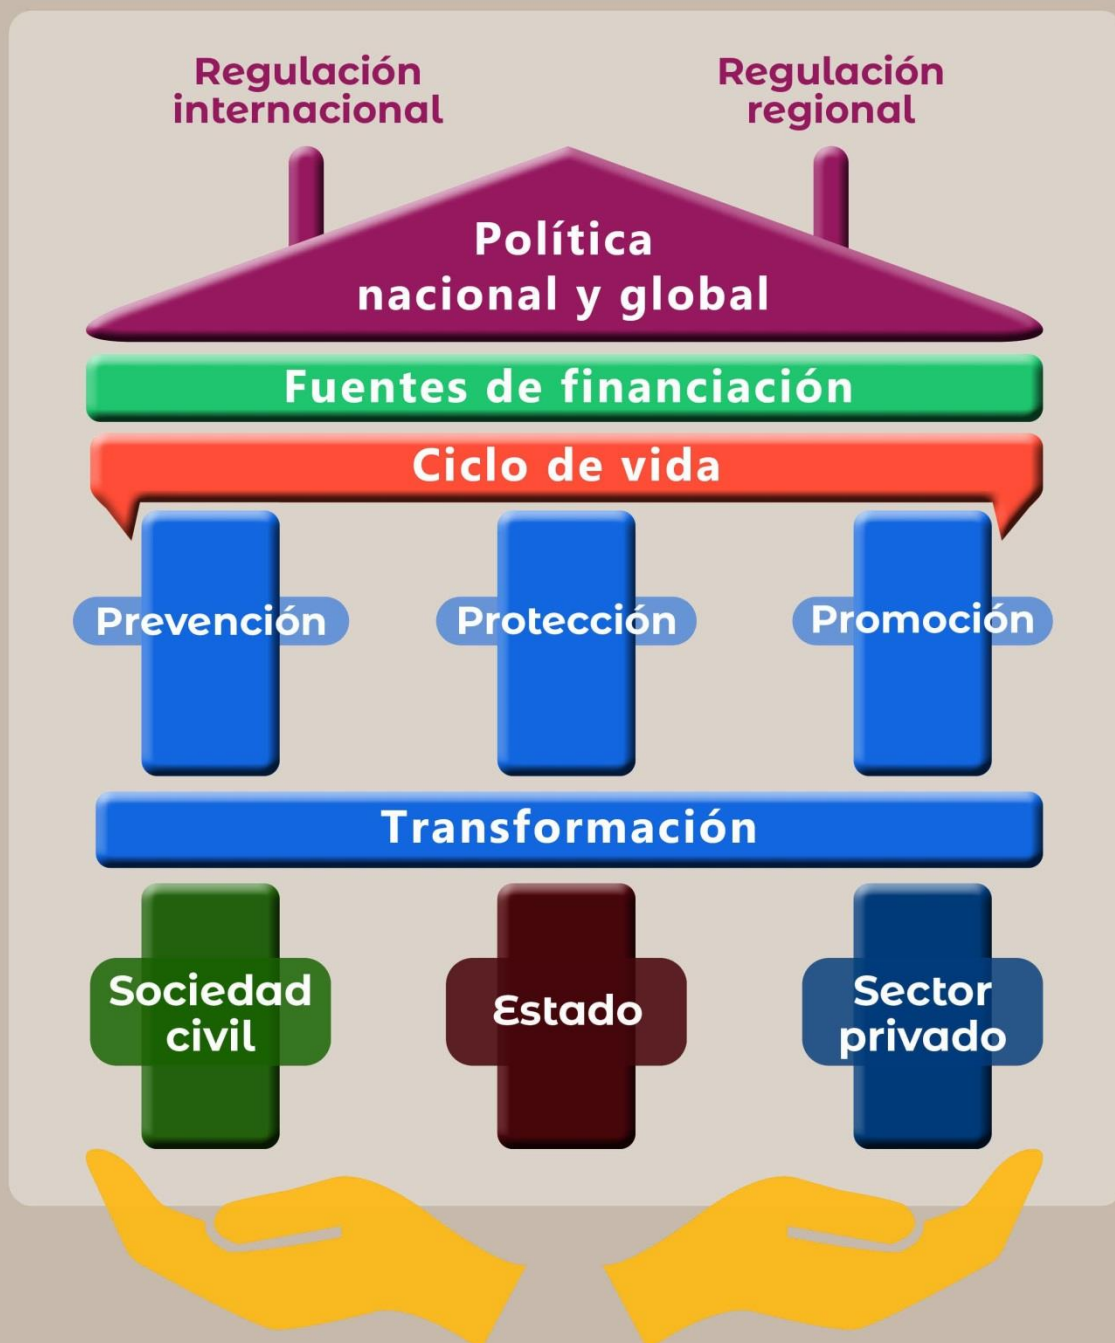 Regulación
internacional
Regulación
regional
Política
nacional y global
Fuentes de financiación
Ciclo de vida
Prevención
Protección
Promoción
Transformación
Sociedad
civil
Estado
Sector
privado